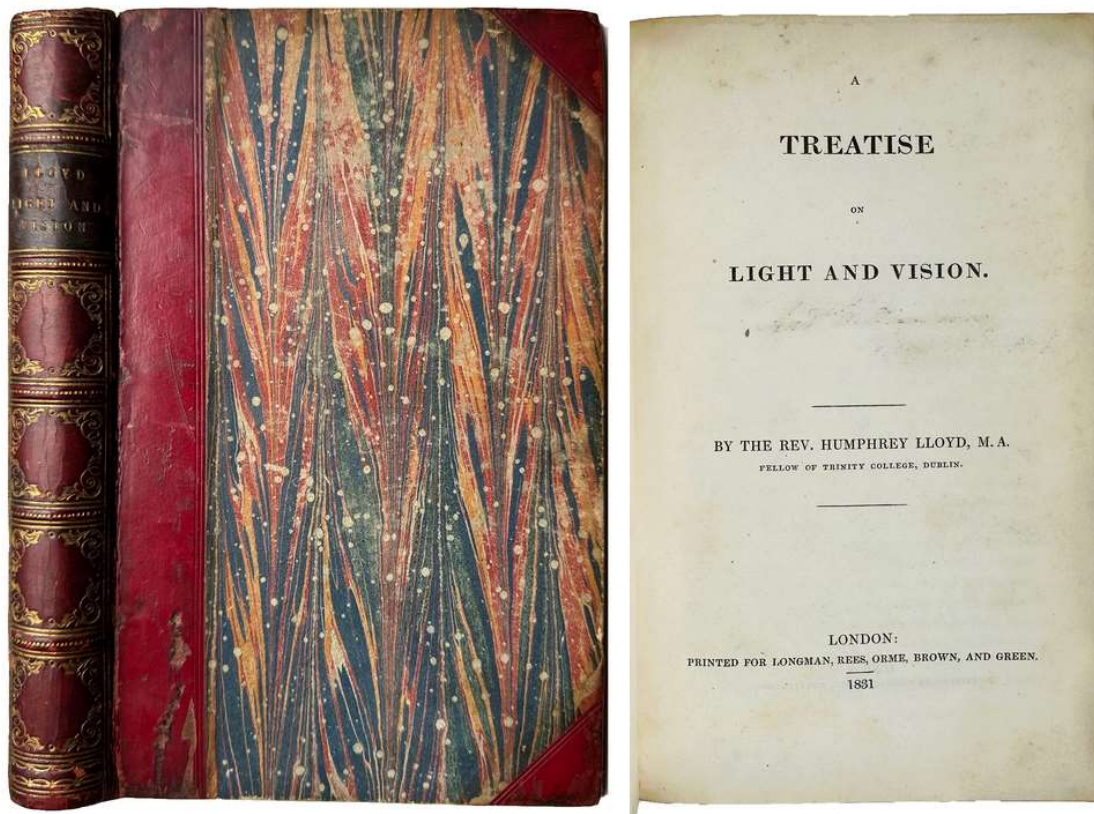 LLOYD
LIGHT AND
VISION
A
TREATISE
ON
LIGHT AND VISION.
BY THE REV. HUMPHREY LLOYD, M. A.
FELLOW OF TRINITY COLLEGE, DUBLIN.
LONDON:
PRINTED FOR LONGMAN, REES, ORME, BROWN, AND GREEN.
1831